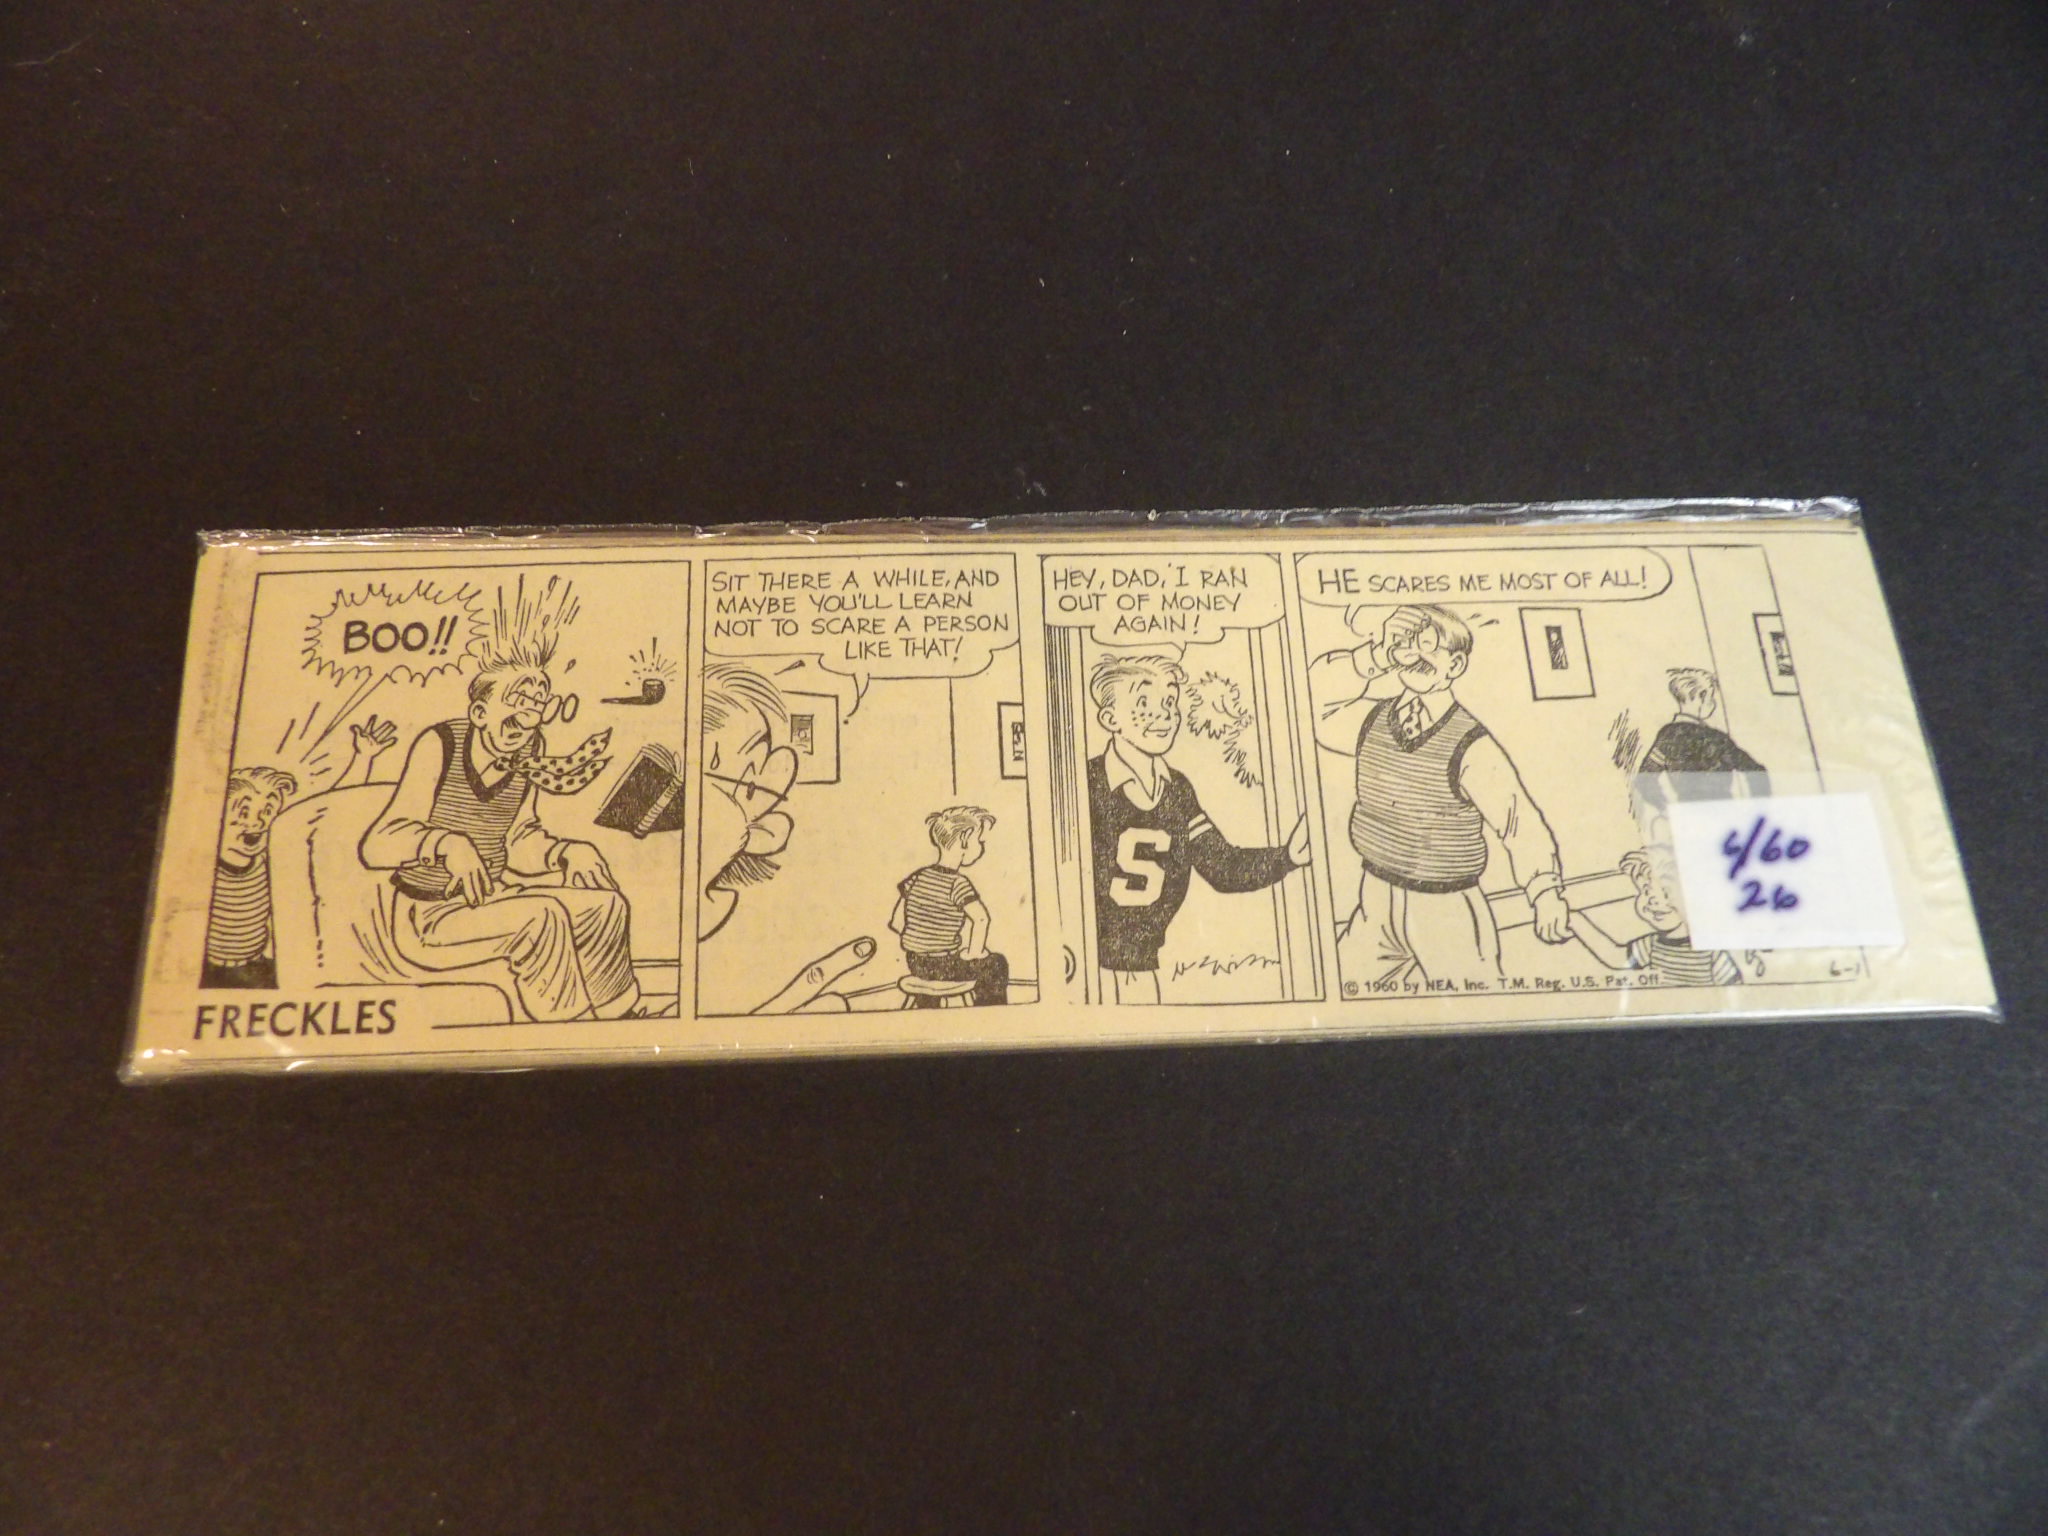 BOO!!
FRECKLES
SIT THERE A WHILE, AND
MAYBE YOU'LL LEARN
NOT TO SCARE A PERSON
LIKE THAT!
HEY, DAD, I RAN
OUT OF MONEY
AGAIN!
S
HE SCARES ME MOST OF ALL!
© 1960 by NEA, Inc. T.M. Reg. U.S. Pat. Off.
6-1
6/60
26